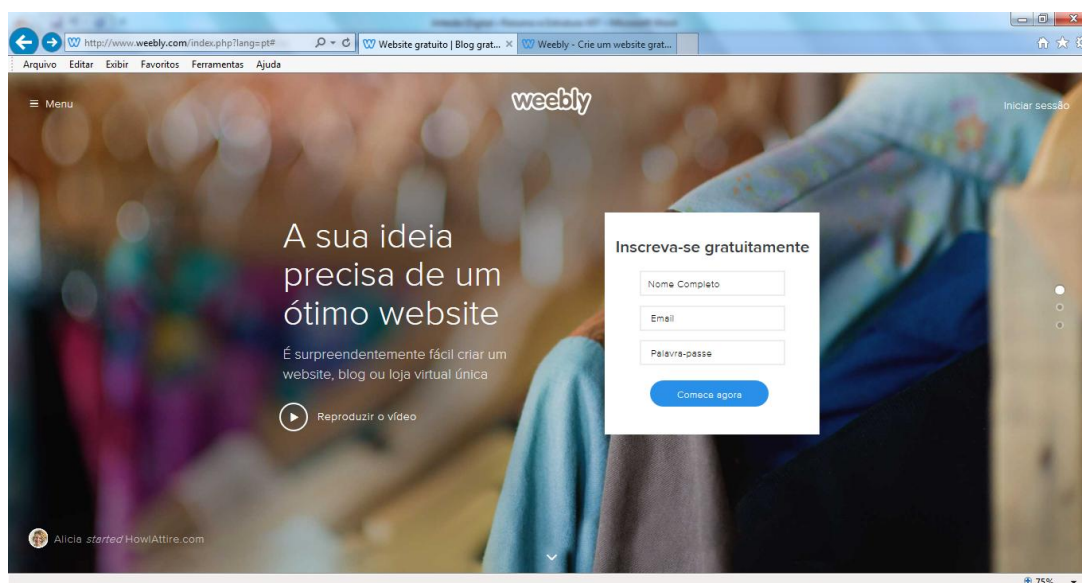 http://www.weebly.com/index.php?lang=pt#
Website gratuito | Blog grat...
Weebly - Crie um website grat...
Arquivo Editar Exibir Favoritos Ferramentas Ajuda
Menu
weebly
Iniciar sessão
A sua ideia
precisa de um
ótimo website
É surpreendentemente fácil criar um
website, blog ou loja virtual única
Reproduzir o vídeo
Inscreva-se gratuitamente
Nome Completo
Email
Palavra-passe
Comece agora
Alicia started HowlAttire.com
75%